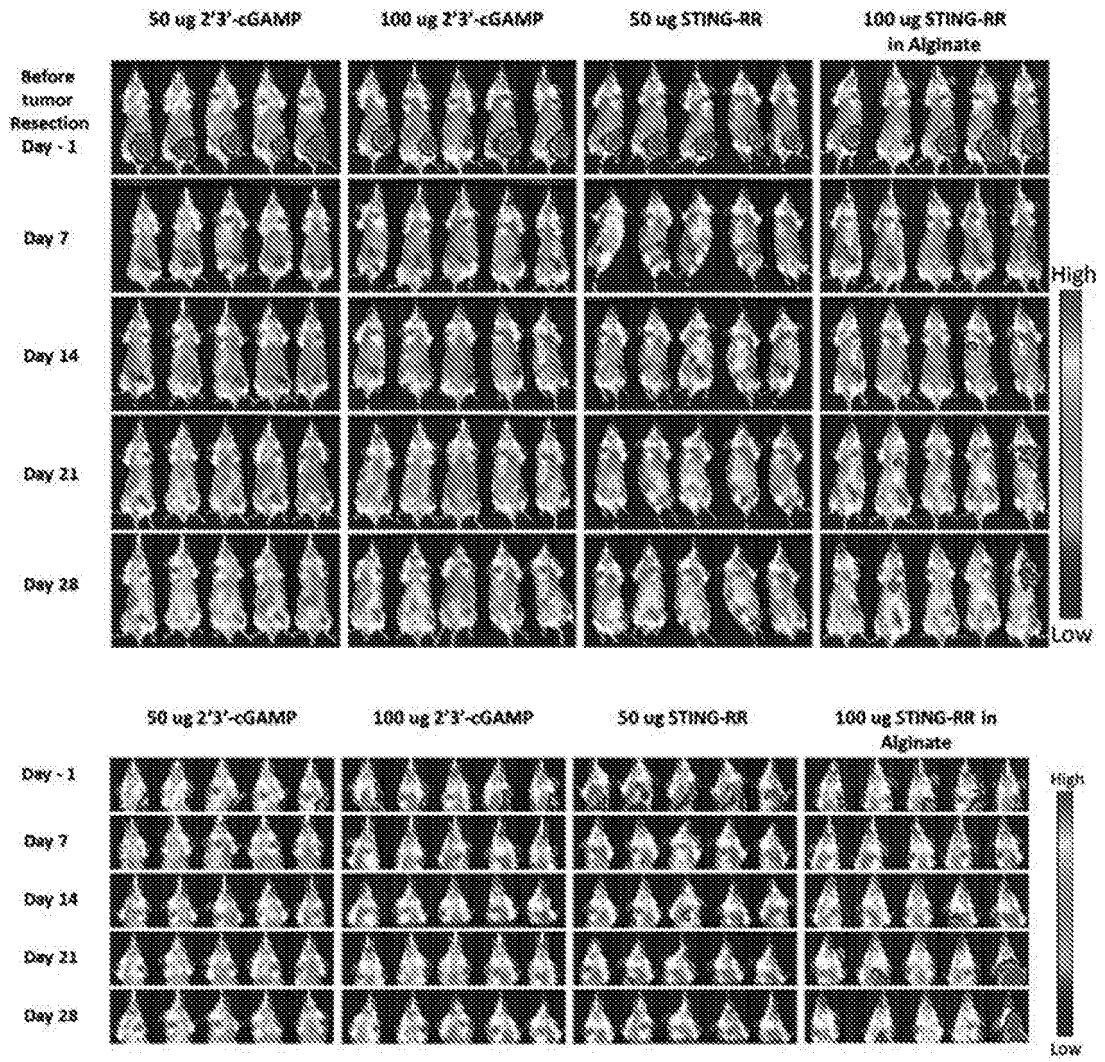 50 ug 2'3'-cGAMP 100 ug 2'3'-cGAMP 50 ug STING-RR 100 ug STING-RR
in Alginate
Before
tumor
Resection
Day - 1
Day 7
High
Day 14
Day 21
Day 28
Low
50 ug 2'3'-cGAMP 100 ug 2'3'-cGAMP 50 ug STING-RR 100 ug STING-RR in
Alginate
Day - 1
High
Day 7
Day 14
Day 21
Day 28
Low